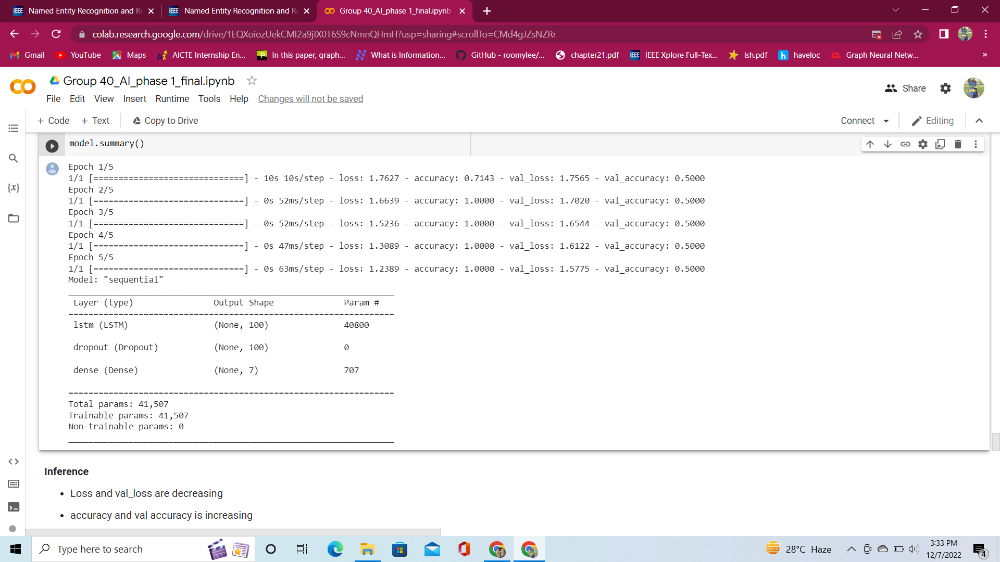 Named Entity Recognition and Re
Named Entity Recognition and Re
Group 40_AI_phase 1_final.ipynb
colab.research.google.com/drive/1EQXoiozUekCMI2a9jIX0T6S9cNmnQHmH?usp=sharing#scrollTo=CMd4gJZsNZRr
Gmail YouTube Maps AICTE Internship En... In this paper, graph... What is Information... GitHub - roomylee/... chapter21.pdf IEEE Xplore Full-Tex... lsh.pdf haveloc Graph Neural Netw... »
Group 40_AI_phase 1_final.ipynb
Share
File Edit View Insert Runtime Tools Help Changes will not be saved
+ Code + Text Copy to Drive Connect Editing
model.summary()
Epoch 1/5
1/1 [==============================] - 10s 10s/step - loss: 1.7627 - accuracy: 0.7143 - val_loss: 1.7565 - val_accuracy: 0.5000
Epoch 2/5
1/1 [==============================] - 0s 52ms/step - loss: 1.6639 - accuracy: 1.0000 - val_loss: 1.7020 - val_accuracy: 0.5000
Epoch 3/5
1/1 [==============================] - 0s 52ms/step - loss: 1.5236 - accuracy: 1.0000 - val_loss: 1.6544 - val_accuracy: 0.5000
Epoch 4/5
1/1 [==============================] - 0s 47ms/step - loss: 1.3089 - accuracy: 1.0000 - val_loss: 1.6122 - val_accuracy: 0.5000
Epoch 5/5
1/1 [==============================] - 0s 63ms/step - loss: 1.2389 - accuracy: 1.0000 - val_loss: 1.5775 - val_accuracy: 0.5000
Model: "sequential"
_________________________________________________________________
Layer (type) Output Shape Param #
=================================================================
lstm (LSTM) (None, 100) 40800
dropout (Dropout) (None, 100) 0
dense (Dense) (None, 7) 707
=================================================================
Total params: 41,507
Trainable params: 41,507
Non-trainable params: 0
_________________________________________________________________
Inference
• Loss and val_loss are decreasing
• accuracy and val accuracy is increasing
Type here to search
28°C Haze
3:33 PM
12/7/2022
4